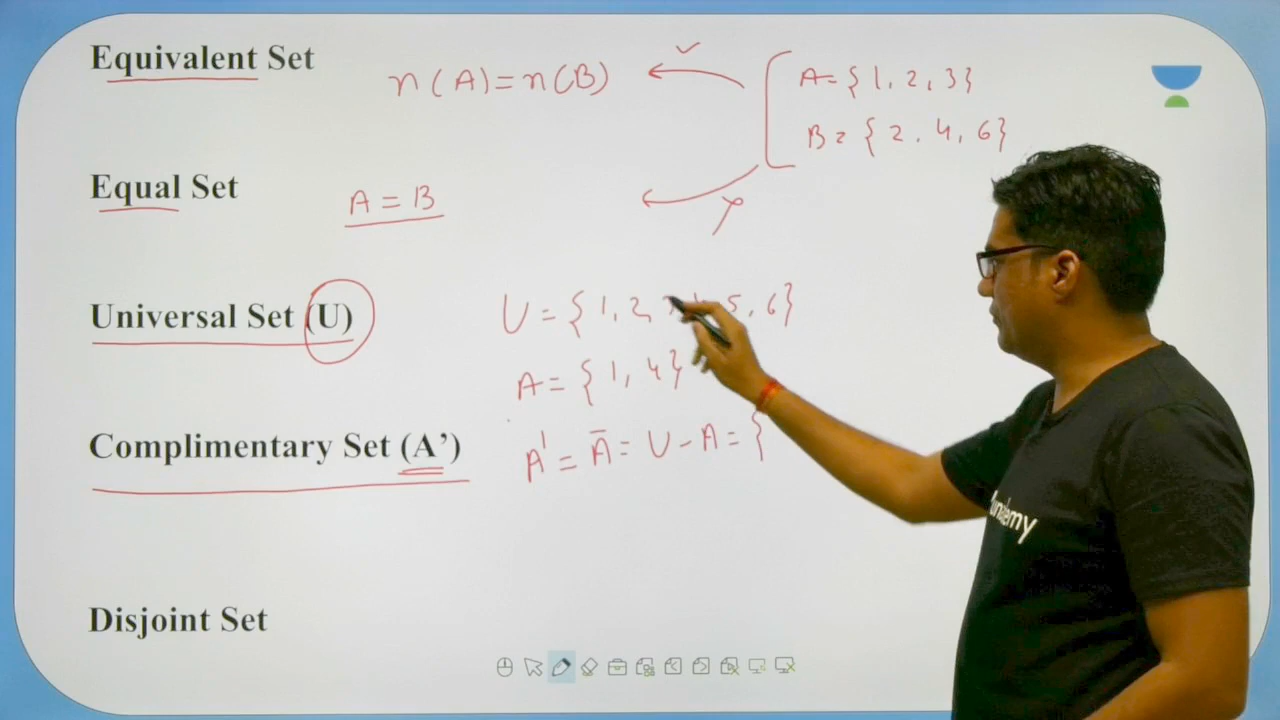 Equivalent Set
n(A)=n(B)
A={1,2,3}
B={2,4,6}
Equal Set
A=B
Universal Set (U)
U={1,2, 5,6}
A={1,4}
Complimentary Set (A’)
A'=Ā=U-A={
Disjoint Set
unacademy